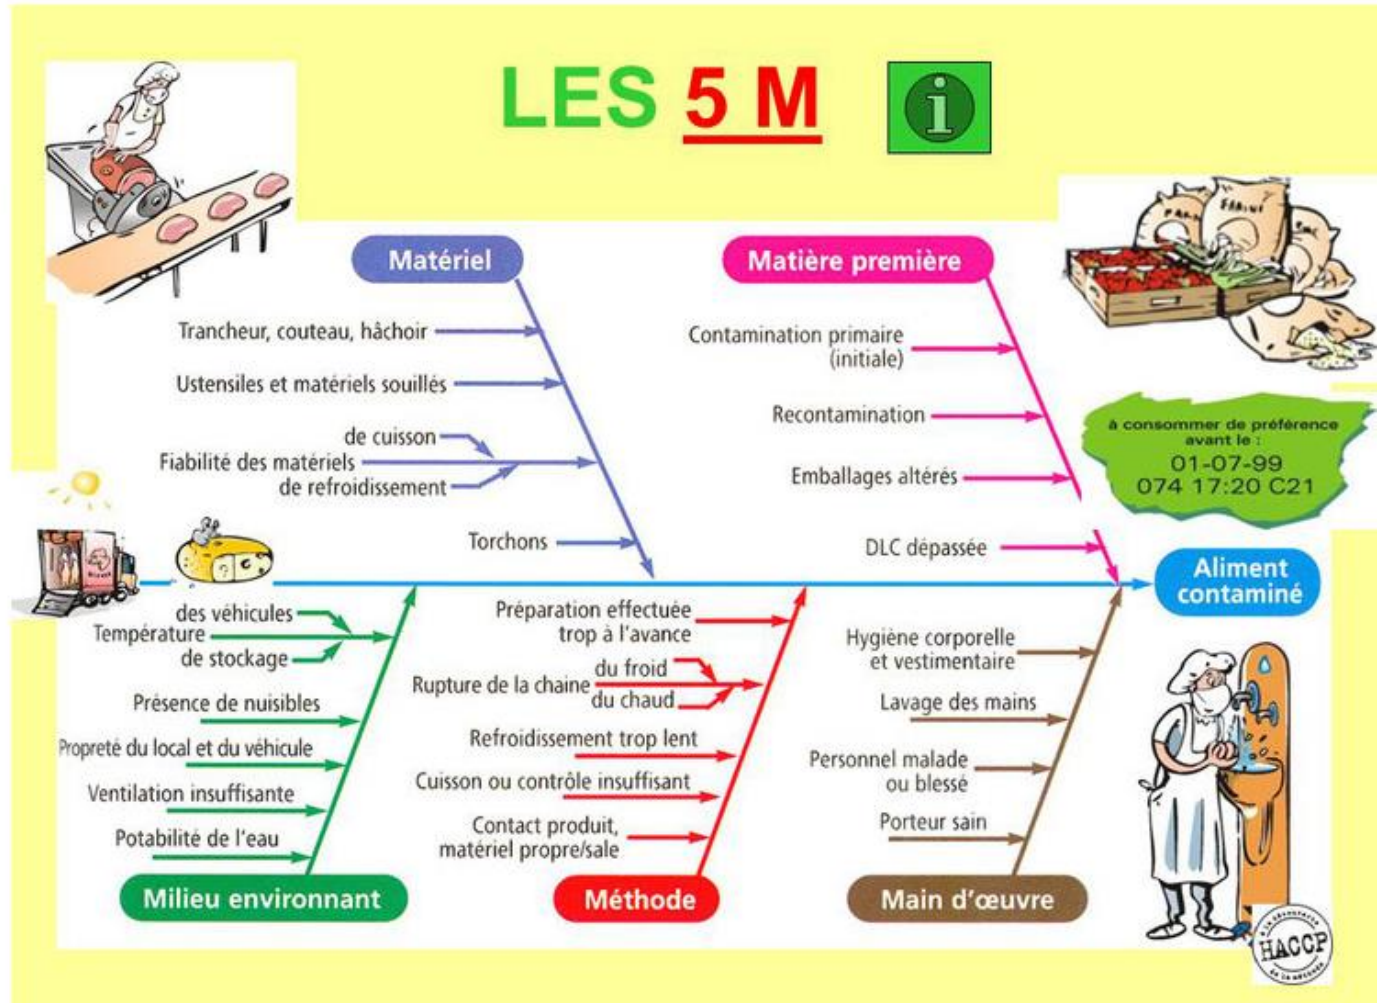 LES 5 M
i
Matériel
Matière première
FARINE
Trancheur, couteau, hâchoir
Ustensiles et matériels souillés
de cuisson
Fiabilité des matériels
de refroidissement
Torchons
Contamination primaire
(initiale)
Recontamination
Emballages altérés
DLC dépassée
à consommer de préférence
avant le :
01-07-99
074 17:20 C21
Aliment
contaminé
des véhicules
Température
de stockage
Présence de nuisibles
Propreté du local et du véhicule
Ventilation insuffisante
Potabilité de l'eau
Milieu environnant
Préparation effectuée
trop à l'avance
du froid
Rupture de la chaine
du chaud
Refroidissement trop lent
Cuisson ou contrôle insuffisant
Contact produit,
matériel propre/sale
Méthode
Hygiène corporelle
et vestimentaire
Lavage des mains
Personnel malade
ou blessé
Porteur sain
Main d'œuvre
HACCP